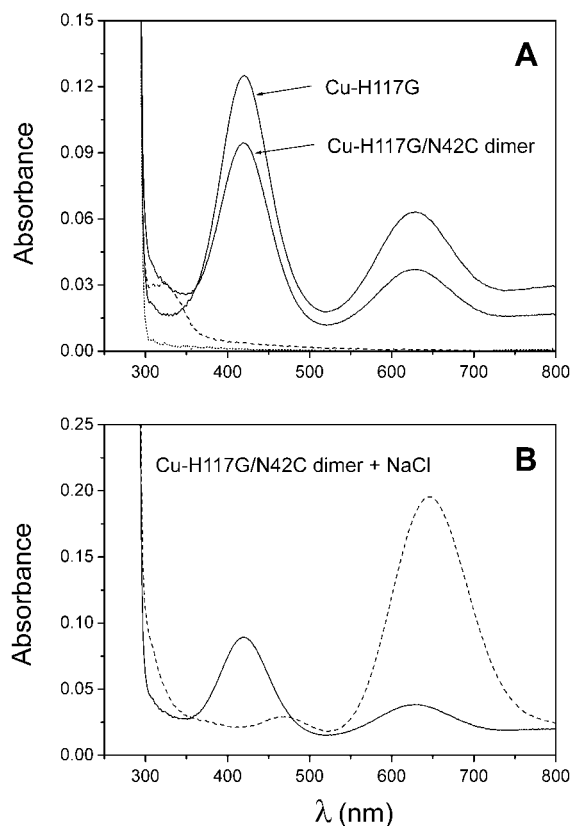 A
Cu-H117G
Cu-H117G/N42C dimer
Absorbance
0.15
0.12
0.09
0.06
0.03
0.00
300 400 500 600 700 800
B
Cu-H117G/N42C dimer + NaCl
Absorbance
0.25
0.20
0.15
0.10
0.05
0.00
300 400 500 600 700 800
λ (nm)